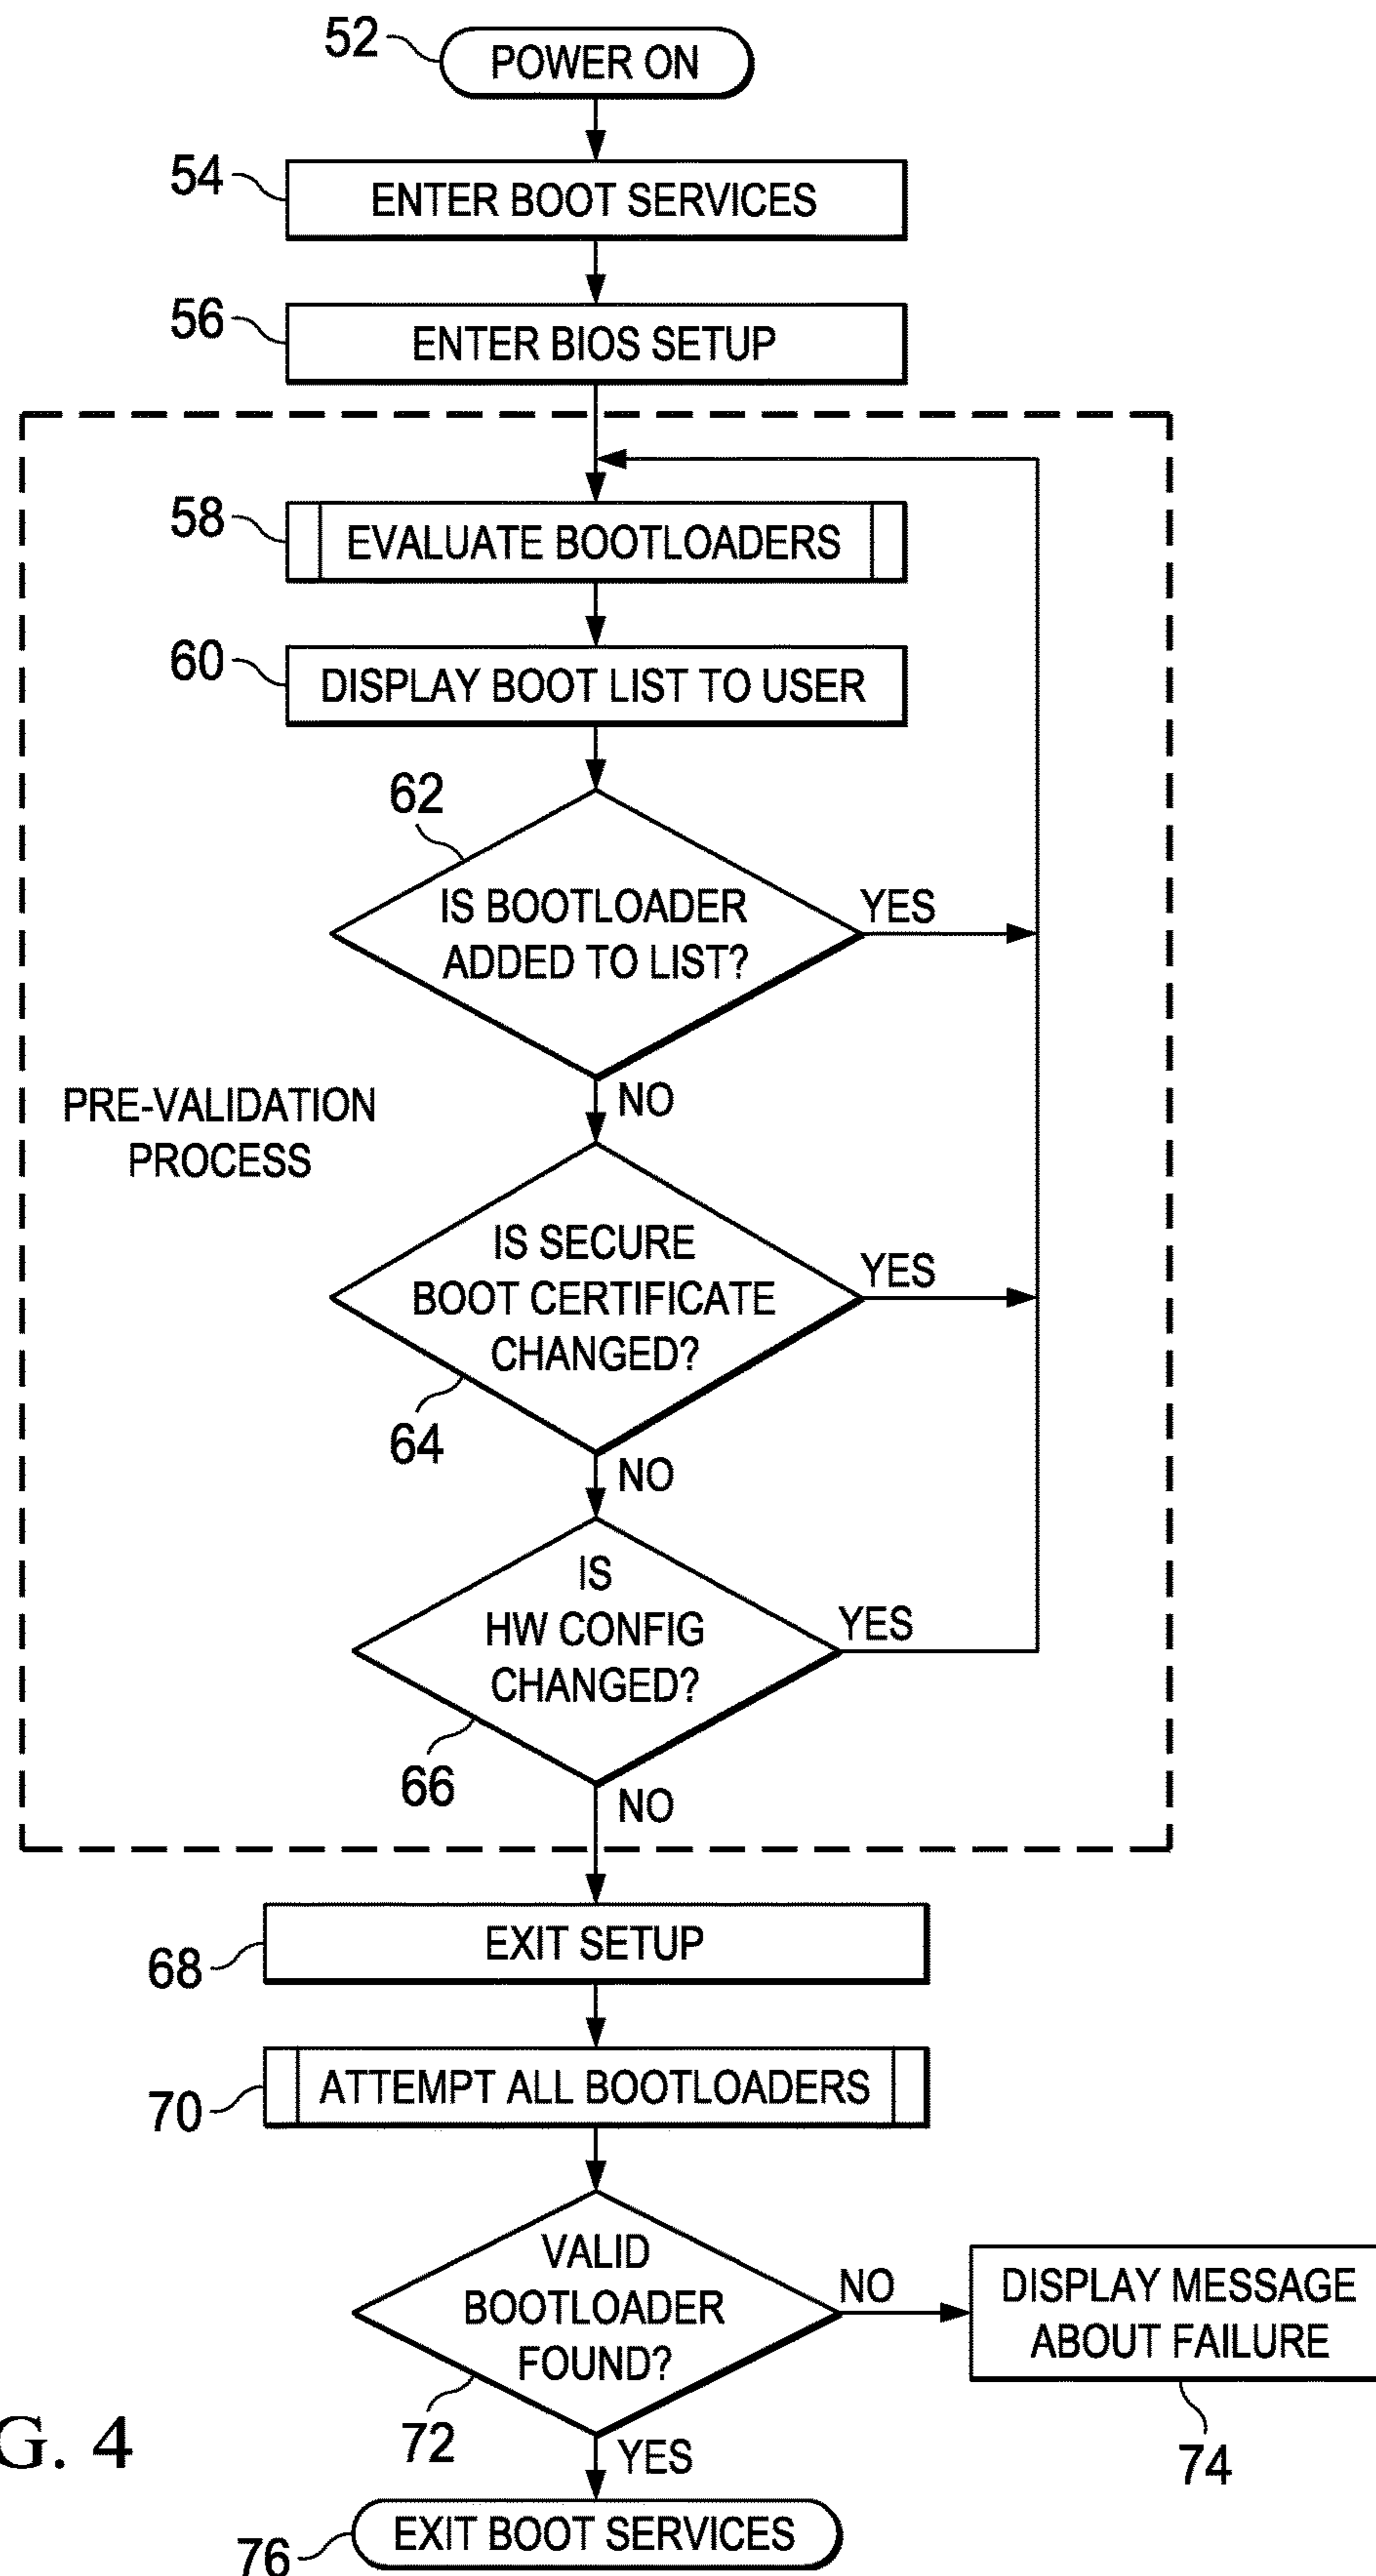 52
POWER ON
54
ENTER BOOT SERVICES
56
ENTER BIOS SETUP
58
EVALUATE BOOTLOADERS
60
DISPLAY BOOT LIST TO USER
62
IS BOOTLOADER
ADDED TO LIST?
YES
NO
PRE-VALIDATION
PROCESS
IS SECURE
BOOT CERTIFICATE
CHANGED?
YES
64
NO
IS
HW CONFIG
CHANGED?
YES
66
NO
68
EXIT SETUP
70
ATTEMPT ALL BOOTLOADERS
VALID
BOOTLOADER
FOUND?
NO
DISPLAY MESSAGE
ABOUT FAILURE
72
74
YES
G. 4
76
EXIT BOOT SERVICES